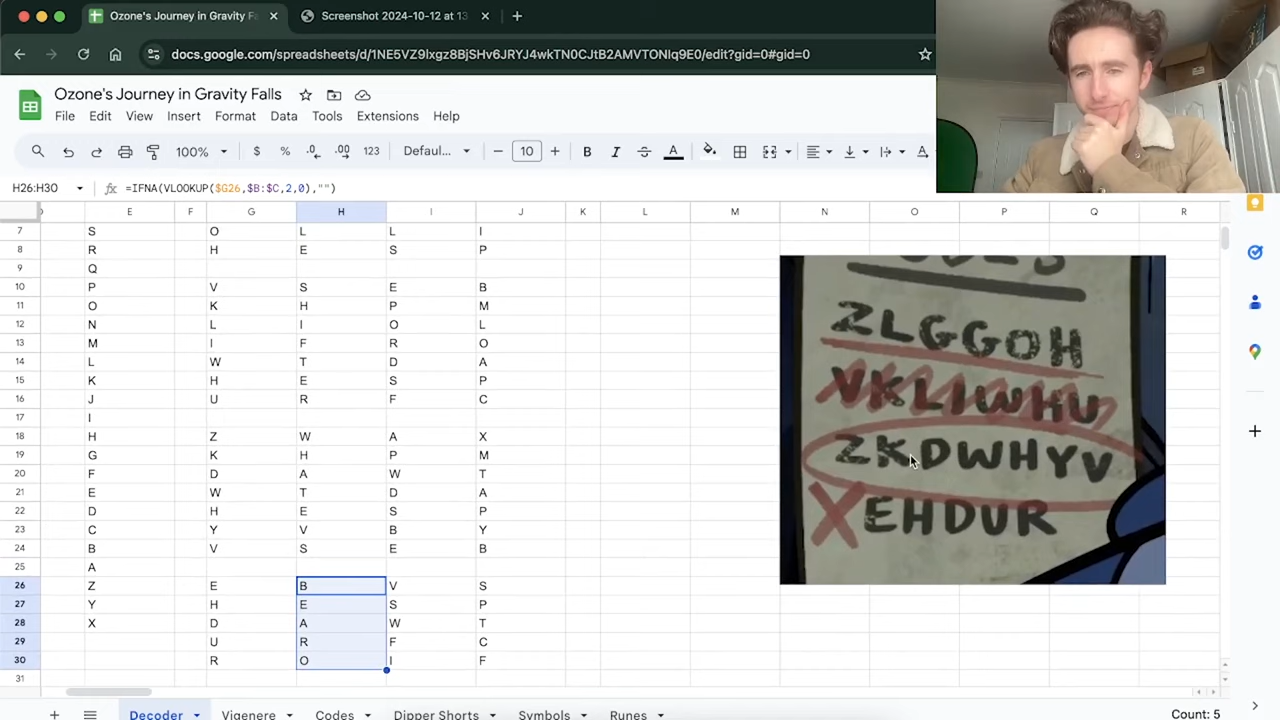 Ozone's Journey in Gravity Falls
Screenshot 2024-10-12 at 13
docs.google.com/spreadsheets/d/1NE5VZ9lxgz8BjSHv6JRYJ4wkTN0CJtB2AMVTONlq9E0/edit?gid=0#gid=0
Ozone's Journey in Gravity Falls
File Edit View Insert Format Data Tools Extensions Help
100% $ % .0 .00 123 Defaul... 10 B I A
H26:H30 fx =IFNA(VLOOKUP($G26,$B:$C,2,0),"")
E F G H I J K L M N O P Q R
7 S O L L I
8 R H E S P
9 Q
10 P V S E B
11 O K H P M
12 N L I O L
13 M I F R O
14 L W T D A
15 K H E S P
16 J U R F C
17 I
18 H Z W A X
19 G K H P M
20 F D A W T
21 E W T D A
22 D H E S P
23 C Y V B Y
24 B V S E B
25 A
26 Z E B V S
27 Y H E S P
28 X D A W T
29 U R F C
30 R O I F
31
ZLGGOH
VKLIWHU
ZKDWHYV
XEHDUR
Decoder Vigenere Codes Dipper Shorts Symbols Runes
Count: 5